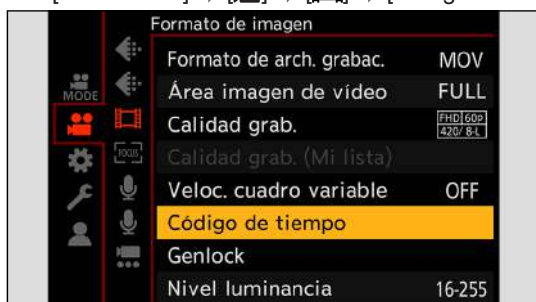 Formato de imagen
Formato de arch. grabac. MOV
MODE
Área imagen de vídeo FULL
Calidad grab. FHD 60p 420/ 8-L
FOCUS
Calidad grab. (Mi lista)
Veloc. cuadro variable OFF
Código de tiempo
Genlock
Nivel luminancia 16-255